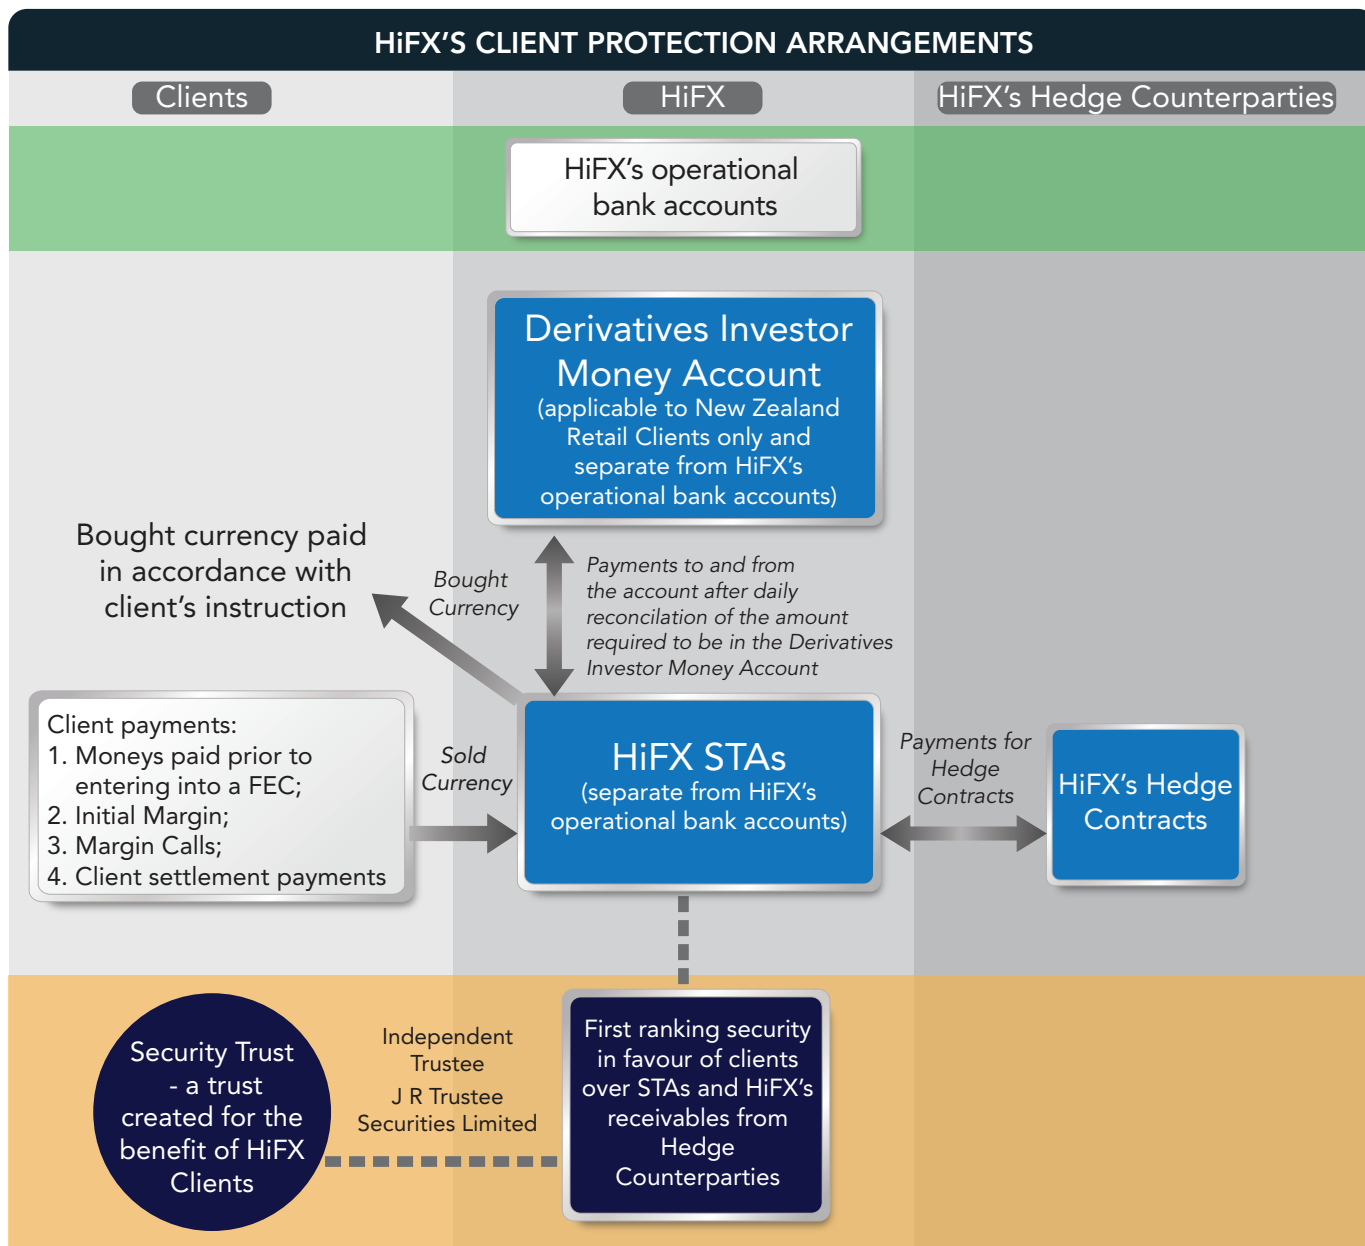 HiFX'S CLIENT PROTECTION ARRANGEMENTS
Clients
HiFX
HiFX's Hedge Counterparties
HiFX's operational
bank accounts
Derivatives Investor
Money Account
(applicable to New Zealand
Retail Clients only and
separate from HiFX's
operational bank accounts)
Bought currency paid
in accordance with
client's instruction
Bought
Currency
Payments to and from
the account after daily
reconcilation of the amount
required to be in the Derivatives
Investor Money Account
Client payments:
1. Moneys paid prior to
entering into a FEC;
2. Initial Margin;
3. Margin Calls;
4. Client settlement payments
Sold
Currency
HiFX STAs
(separate from HiFX's
operational bank accounts)
Payments for
Hedge
Contracts
HiFX's Hedge
Contracts
Security Trust
- a trust
created for the
benefit of HiFX
Clients
Independent
Trustee
J R Trustee
Securities Limited
First ranking security
in favour of clients
over STAs and HiFX's
receivables from
Hedge
Counterparties